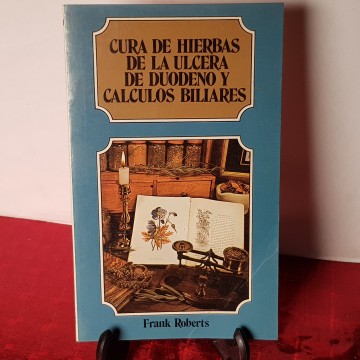 CURA DE HIERBAS
DE LA ULCERA
DE DUODENO Y
CALCULOS BILIARES
Frank Roberts